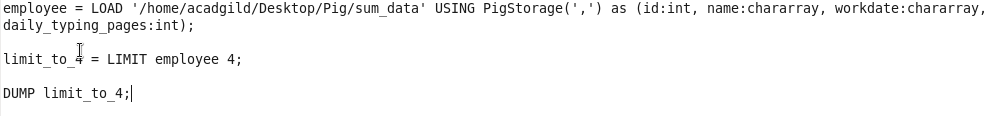 employee = LOAD '/home/acadgild/Desktop/Pig/sum_data' USING PigStorage(',') as (id:int, name:chararray, workdate:chararray,
daily_typing_pages:int);
limit_to_4 = LIMIT employee 4;
DUMP limit_to_4;